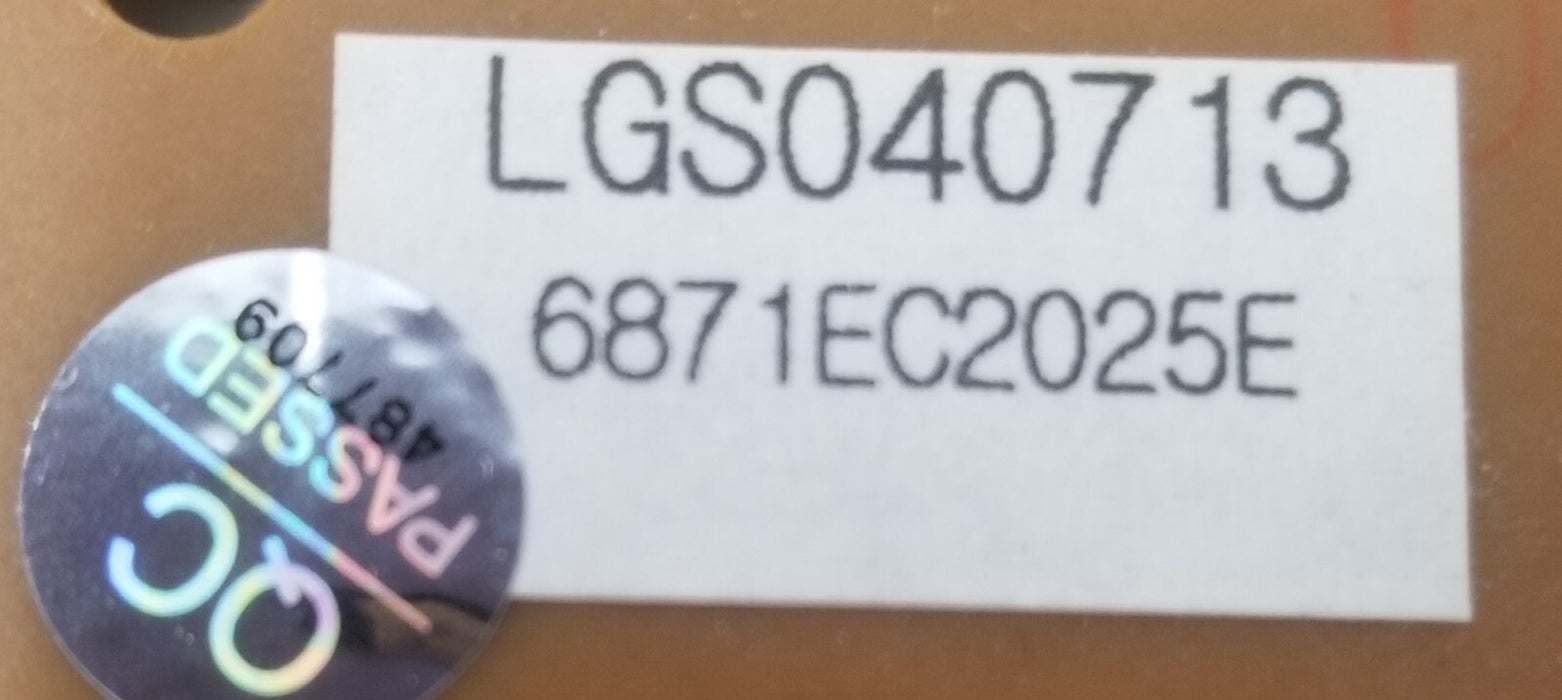 LGS040713
6871EC2025E
QC
PASSED
487709